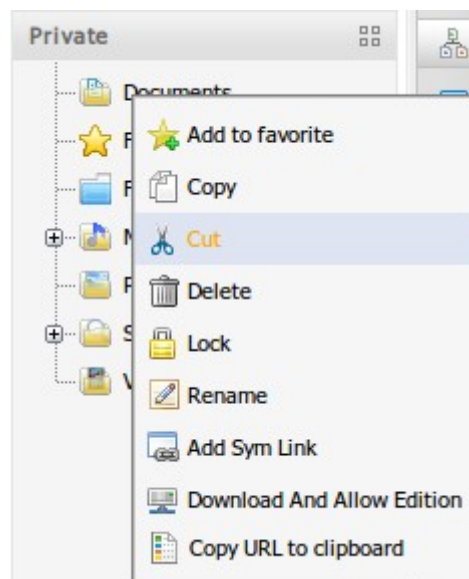 Private
Documents
Add to favorite
Copy
Cut
Delete
Lock
Rename
Add Sym Link
Download And Allow Edition
Copy URL to clipboard